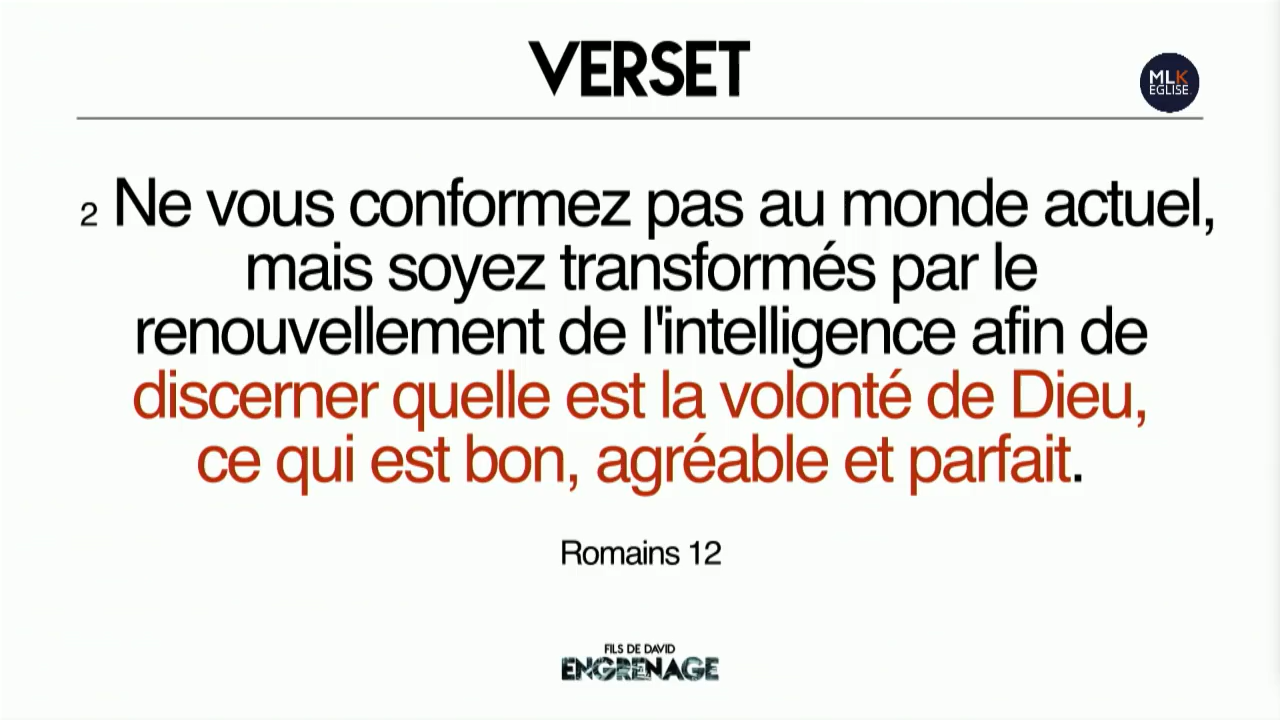 VERSET
MLK
EGLISE
2 Ne vous conformez pas au monde actuel,
mais soyez transformés par le
renouvellement de l'intelligence afin de
discerner quelle est la volonté de Dieu,
ce qui est bon, agréable et parfait.
Romains 12
FILS DE DAVID
ENGRENAGE